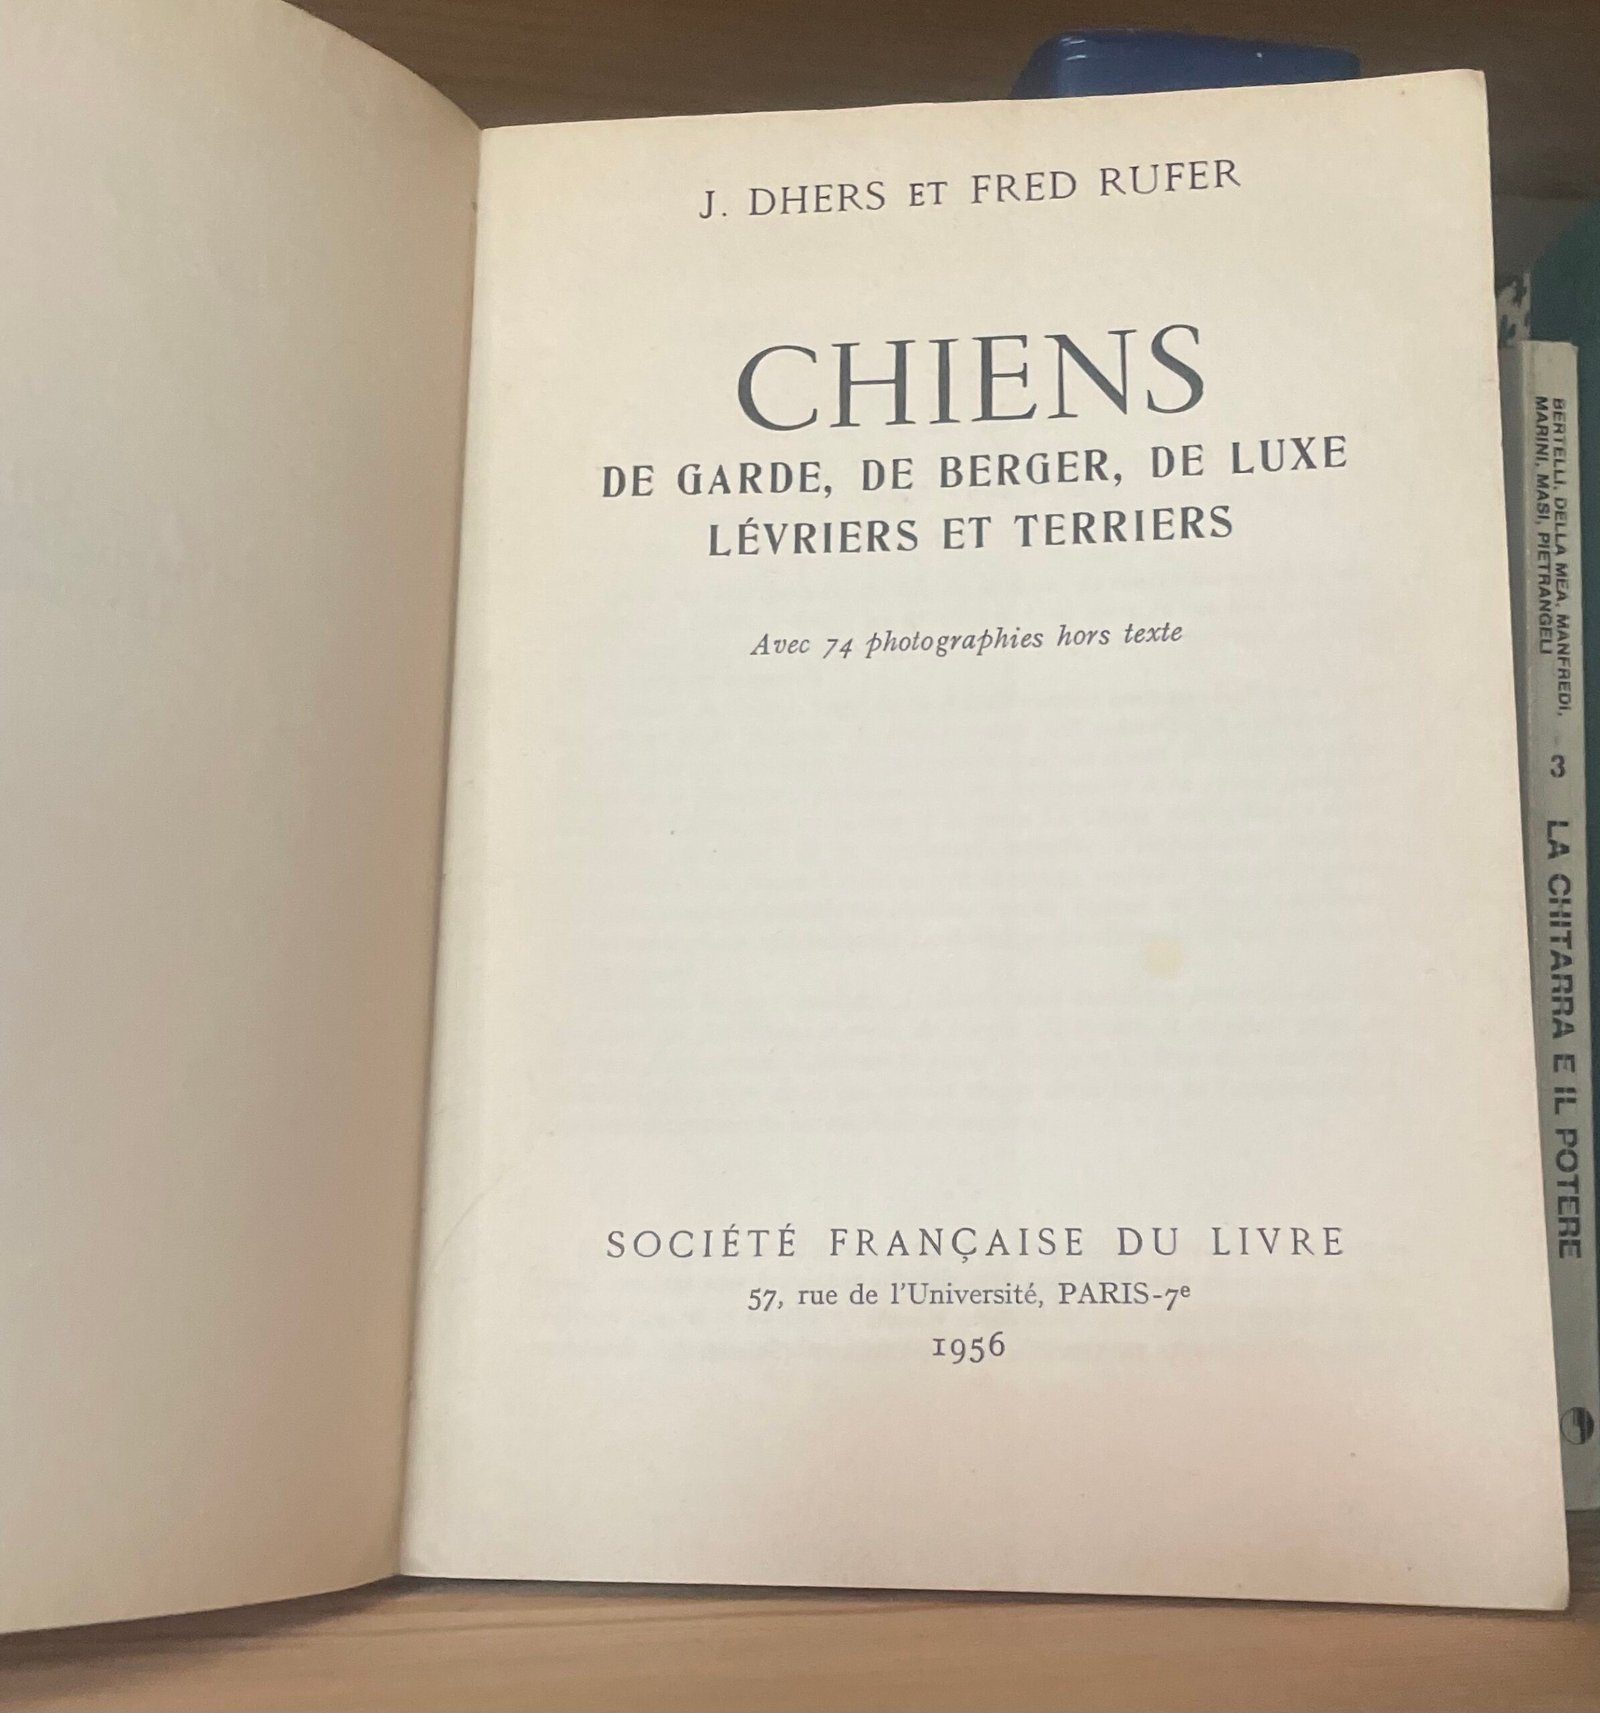 J. DHERS ET FRED RUFER
CHIENS
DE GARDE, DE BERGER, DE LUXE
LÉVRIERS ET TERRIERS
Avec 74 photographies hors texte
SOCIÉTÉ FRANÇAISE DU LIVRE
57, rue de l'Université, PARIS-7e
1956
BERTELLI, DELLA MEA, MANFREDI,
MARINI, MASI, PIETRANGELI
3 LA CHITARRA E IL POTERE